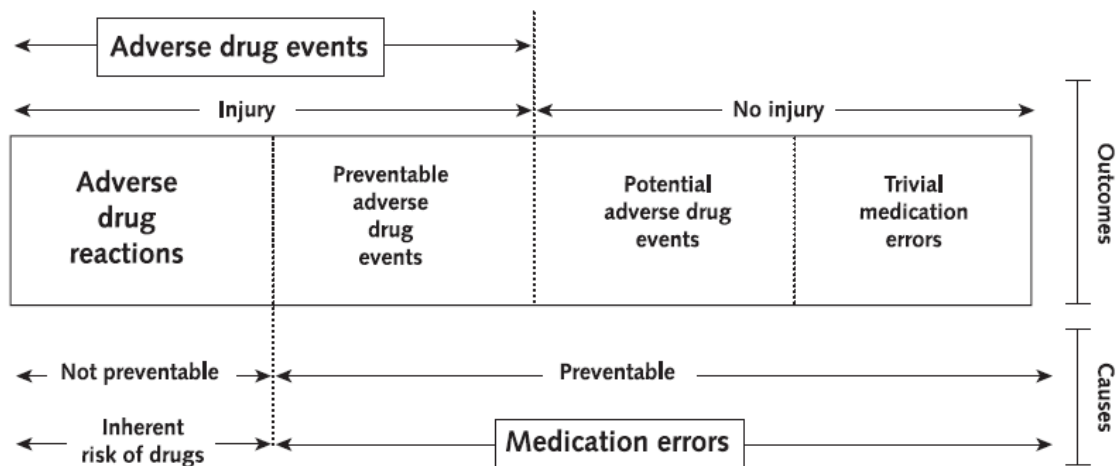 Adverse drug events
Injury
No injury
Adverse
drug
reactions
Preventable
adverse
drug
events
Potential
adverse drug
events
Trivial
medication
errors
Outcomes
Not preventable
Preventable
Inherent
risk of drugs
Medication errors
Causes